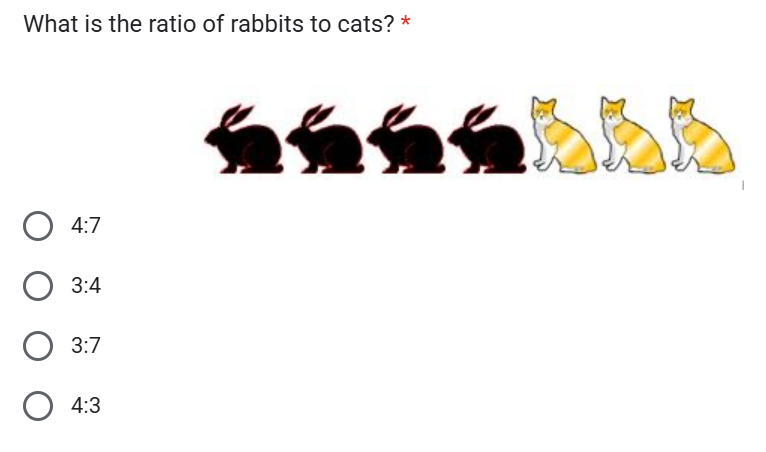 What is the ratio of rabbits to cats? *
4:7
3:4
3:7
4:3